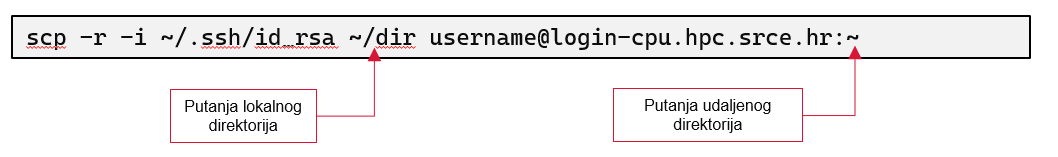 scp -r -i ~/.ssh/id_rsa ~/dir username@login-cpu.hpc.srce.hr:~
Putanja lokalnog
direktorija
Putanja udaljenog
direktorija